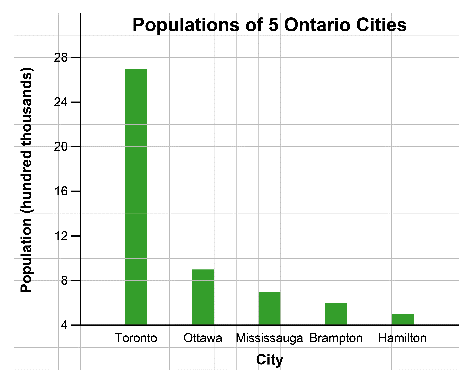 Populations of 5 Ontario Cities
Population (hundred thousands)
28
24
20
16
12
8
4
Toronto Ottawa Mississauga Brampton Hamilton
City